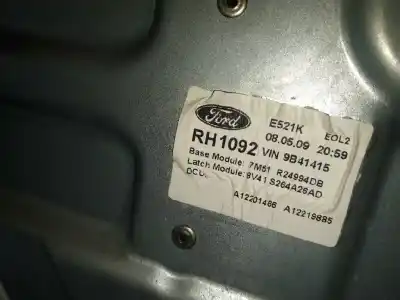 Ford
E521K EOL2
08.05.09 20:59
RH1092 VIN 9B41415
Base Module: 7M51 R24994DB
Latch Module: 8V41 S264A26AD
A12201466 A12219885